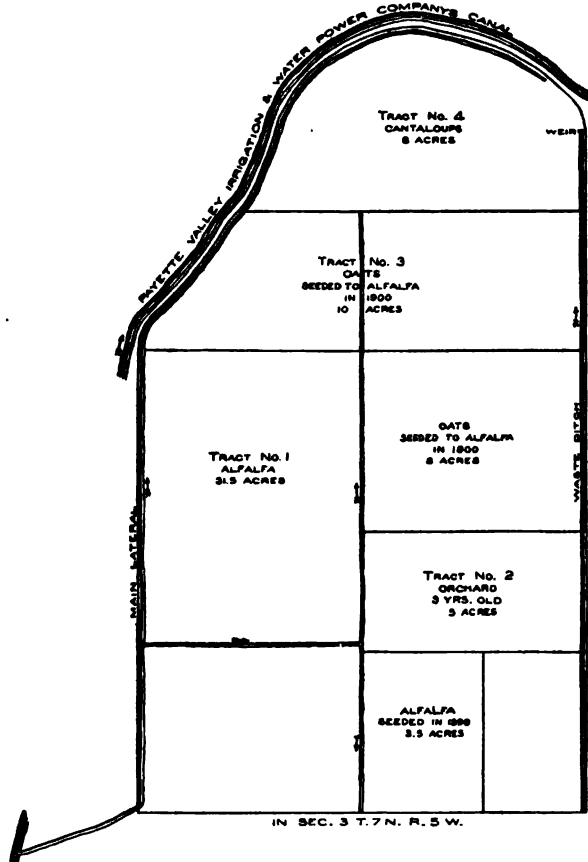 PAYETTE VALLEY IRRIGATION & WATER POWER COMPANYS CANAL
TRACT No. 4
CANTALOUPS
6 ACRES
WEIR
TRACT No. 3
OATS
SEEDED TO ALFALFA
IN 1900
10 ACRES
OATS
SEEDED TO ALFALFA
IN 1900
8 ACRES
TRACT No. 1
ALFALFA
31.5 ACRES
WASTE DITCH
MAIN LATERAL
TRACT No. 2
ORCHARD
3 YRS. OLD
5 ACRES
ALFALFA
SEEDED IN 1899
3.5 ACRES
IN SEC. 3 T. 7 N. R. 5 W.